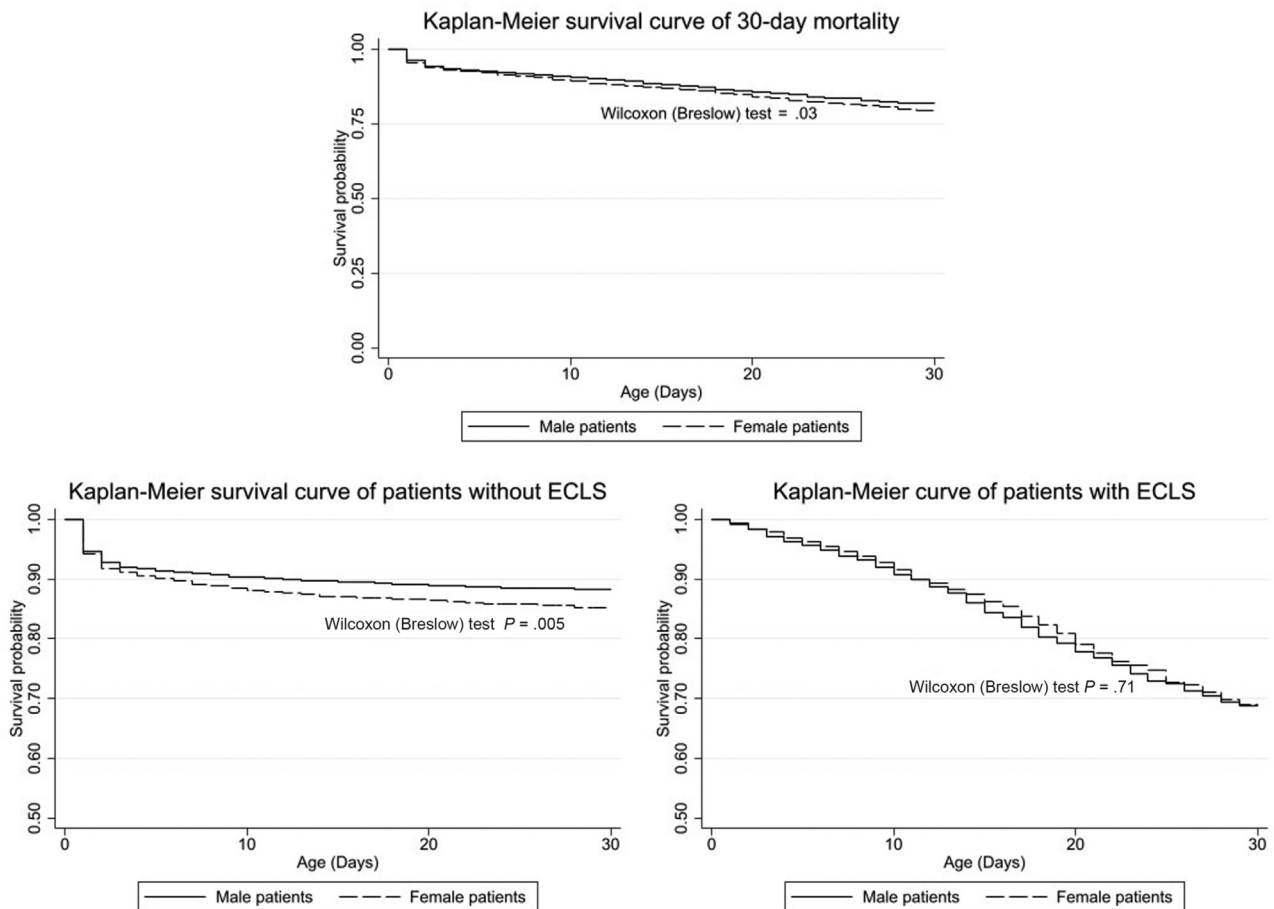 Kaplan-Meier survival curve of 30-day mortality
Survival probability
1.00
0.75
0.50
0.25
0.00
Wilcoxon (Breslow) test = .03
0 10 20 30
Age (Days)
Male patients Female patients
Kaplan-Meier survival curve of patients without ECLS
Survival probability
1.00
0.90
0.80
0.70
0.60
0.50
Wilcoxon (Breslow) test P = .005
0 10 20 30
Age (Days)
Male patients Female patients
Kaplan-Meier curve of patients with ECLS
Survival probability
1.00
0.90
0.80
0.70
0.60
0.50
Wilcoxon (Breslow) test P = .71
0 10 20 30
Age (Days)
Male patients Female patients